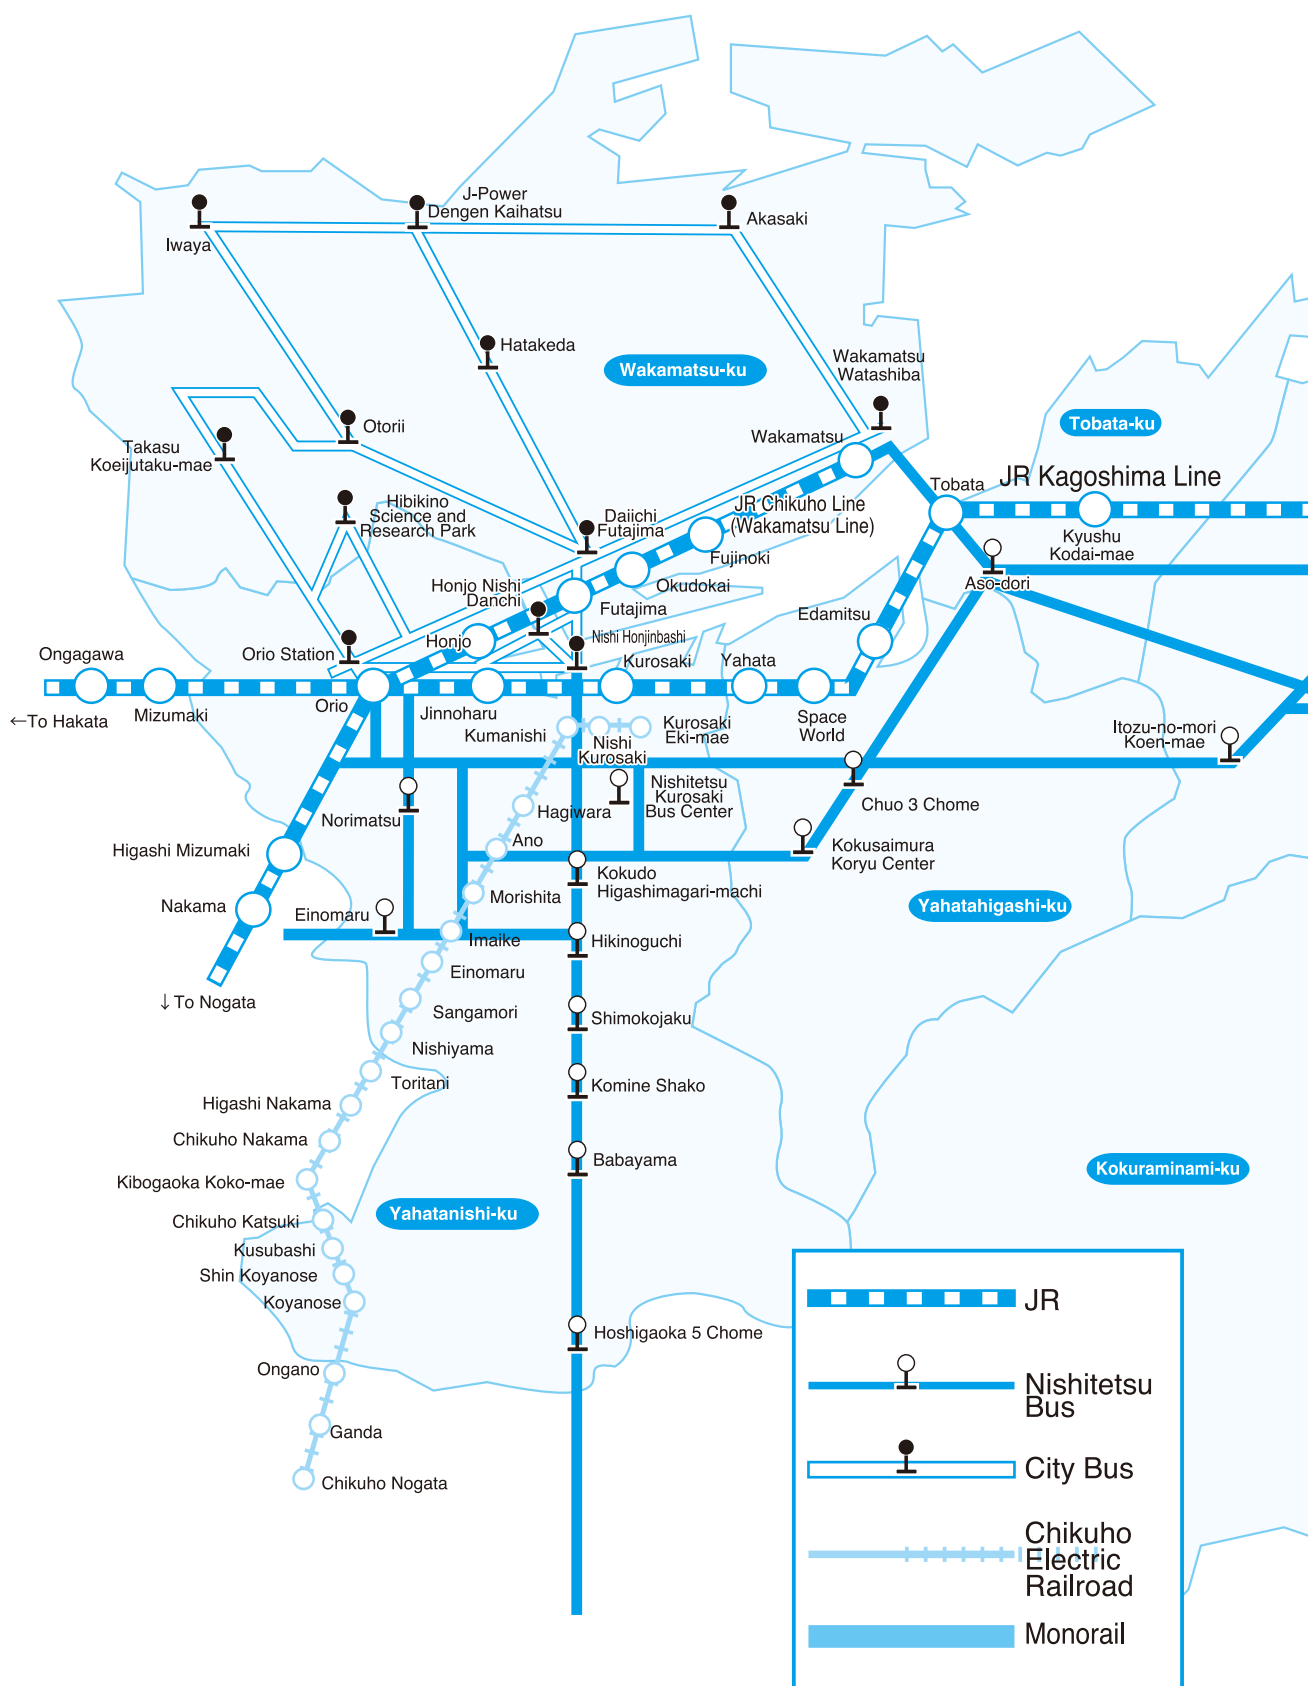 J-Power
Dengen Kaihatsu
Akasaki
Iwaya
Hatakeda
Wakamatsu-ku
Wakamatsu
Watashiba
Otorii
Takasu
Koeijutaku-mae
Tobata-ku
Wakamatsu
JR Kagoshima Line
Tobata
Hibikino
Science and
Research Park
JR Chikuho Line
(Wakamatsu Line)
Daiichi
Futajima
Kyushu
Kodai-mae
Fujinoki
Okudokai
Aso-dori
Honjo Nishi
Danchi
Futajima
Edamitsu
Honjo
Nishi Honjinbashi
Orio Station
Ongagawa
Kurosaki
Yahata
←To Hakata
Mizumaki
Orio
Jinnoharu
Space
World
Kumanishi
Nishi
Kurosaki
Kurosaki
Eki-mae
Itozu-no-mori
Koen-mae
Nishitetsu
Kurosaki
Bus Center
Norimatsu
Hagiwara
Chuo 3 Chome
Higashi Mizumaki
Ano
Kokusaimura
Koryu Center
Kokudo
Higashimagari-machi
Morishita
Nakama
Einomaru
Yahatahigashi-ku
Imaike
Hikinoguchi
Einomaru
↓To Nogata
Sangamori
Shimokojaku
Nishiyama
Toritani
Komine Shako
Higashi Nakama
Chikuho Nakama
Babayama
Kibogaoka Koko-mae
Kokuraminami-ku
Yahatanishi-ku
Chikuho Katsuki
Kusubashi
Shin Koyanose
Koyanose
Hoshigaoka 5 Chome
Ongano
Ganda
Chikuho Nogata
JR
Nishitetsu
Bus
City Bus
Chikuho
Electric
Railroad
Monorail